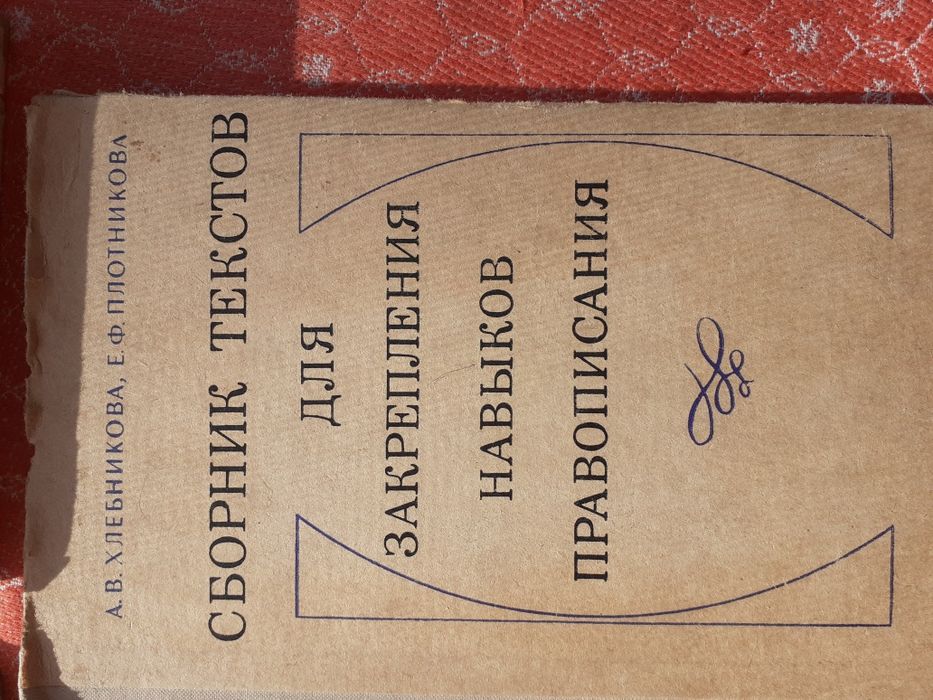 А. В. ХЛЕБНИКОВА, Е. Ф. ПЛОТНИКОВА
СБОРНИК ТЕКСТОВ
ДЛЯ
ЗАКРЕПЛЕНИЯ
НАВЫКОВ
ПРАВОПИСАНИЯ